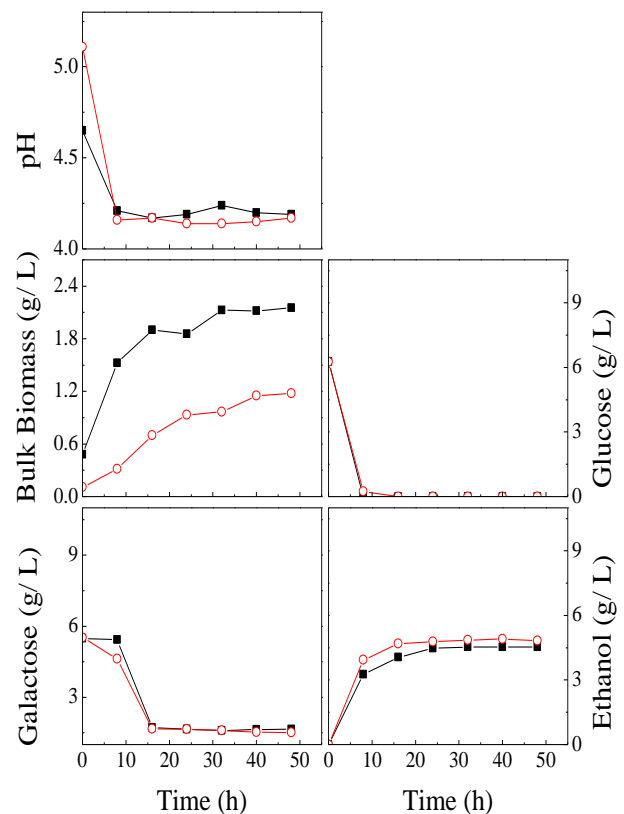 pH
5.0
4.5
4.0
Bulk Biomass (g/ L)
2.4
1.8
1.2
0.6
0.0
Glucose (g/ L)
9
6
3
0
Galactose (g/ L)
9
6
3
0 10 20 30 40 50
Time (h)
Ethanol (g/ L)
9
6
3
0
0 10 20 30 40 50
Time (h)